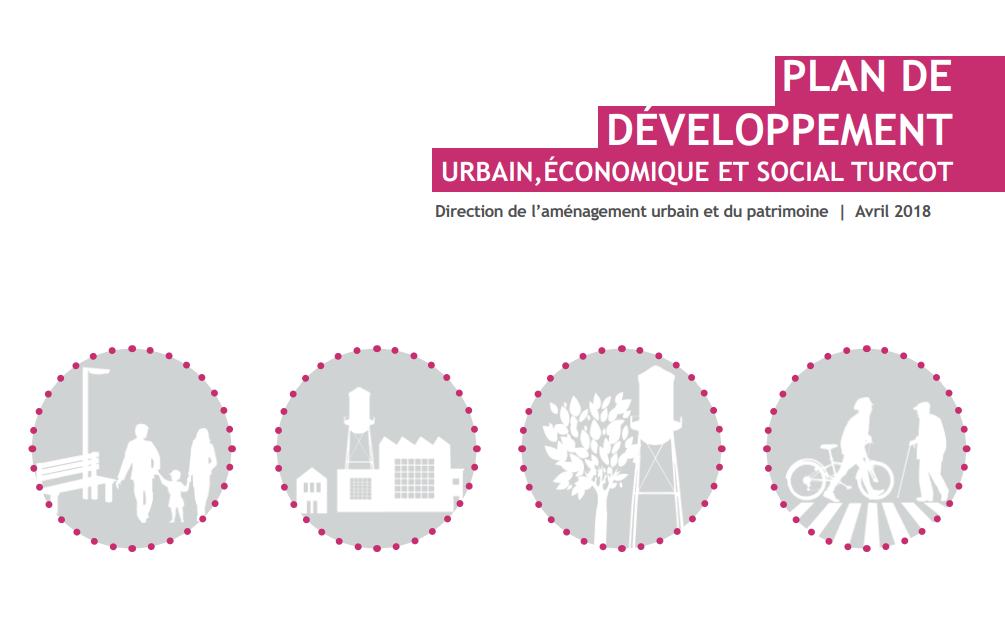 PLAN DE
DÉVELOPPEMENT
URBAIN,ÉCONOMIQUE ET SOCIAL TURCOT
Direction de l’aménagement urbain et du patrimoine | Avril 2018